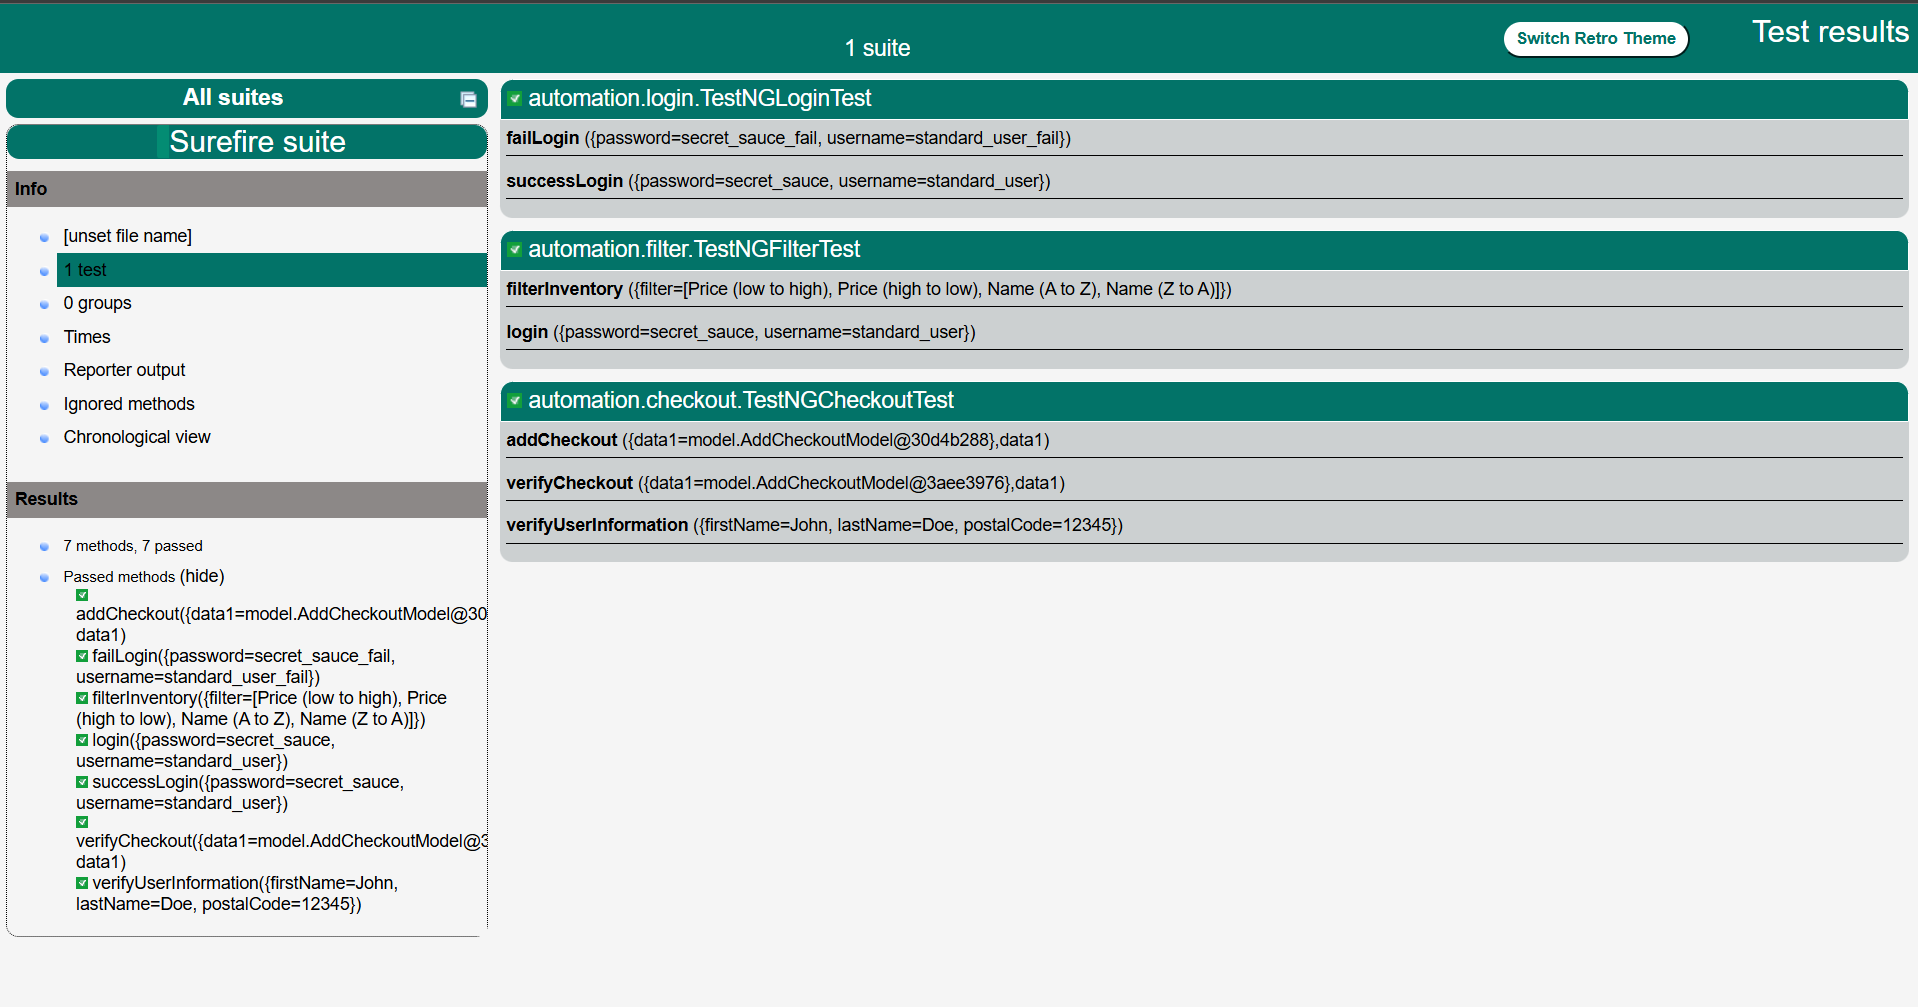 1 suite
Switch Retro Theme
Test results
All suites
Surefire suite
Info
[unset file name]
1 test
0 groups
Times
Reporter output
Ignored methods
Chronological view
Results
7 methods, 7 passed
Passed methods (hide)
addCheckout({data1=model.AddCheckoutModel@30
data1)
failLogin({password=secret_sauce_fail,
username=standard_user_fail})
filterInventory({filter=[Price (low to high), Price
(high to low), Name (A to Z), Name (Z to A)]})
login({password=secret_sauce,
username=standard_user})
successLogin({password=secret_sauce,
username=standard_user})
verifyCheckout({data1=model.AddCheckoutModel@3
data1)
verifyUserInformation({firstName=John,
lastName=Doe, postalCode=12345})
automation.login.TestNGLoginTest
failLogin ({password=secret_sauce_fail, username=standard_user_fail})
successLogin ({password=secret_sauce, username=standard_user})
automation.filter.TestNGFilterTest
filterInventory ({filter=[Price (low to high), Price (high to low), Name (A to Z), Name (Z to A)]})
login ({password=secret_sauce, username=standard_user})
automation.checkout.TestNGCheckoutTest
addCheckout ({data1=model.AddCheckoutModel@30d4b288},data1)
verifyCheckout ({data1=model.AddCheckoutModel@3aee3976},data1)
verifyUserInformation ({firstName=John, lastName=Doe, postalCode=12345})